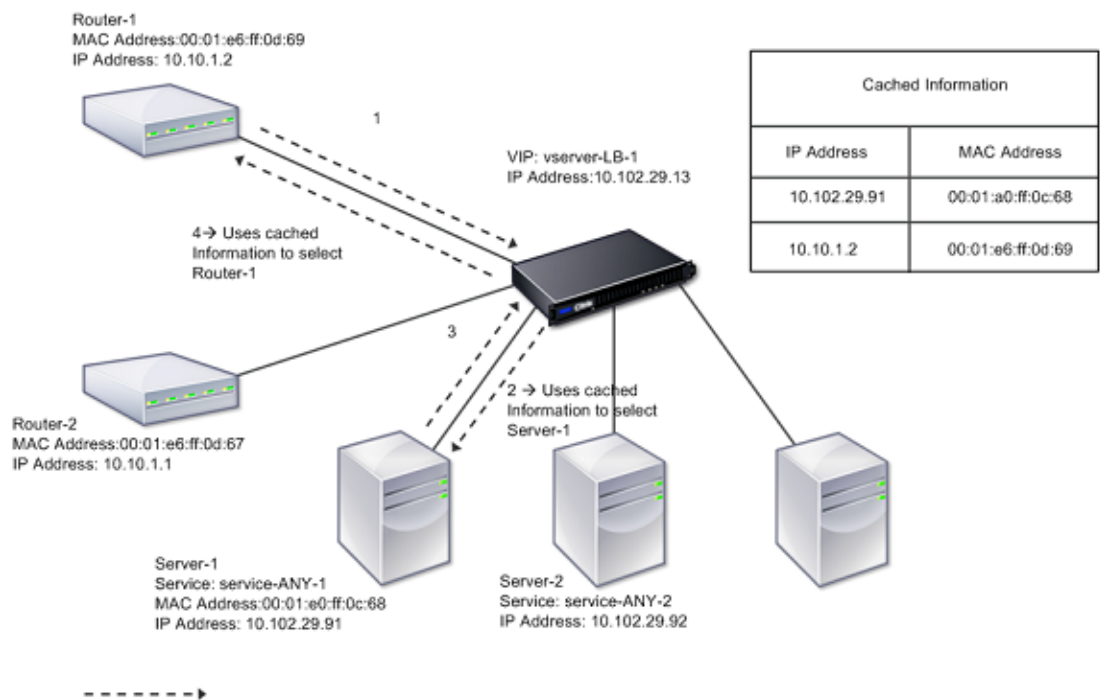 Router-1
MAC Address:00:01:e6:ff:0d:69
IP Address: 10.10.1.2
1
VIP: vserver-LB-1
IP Address:10.102.29.13
Cached Information
IP Address
MAC Address
10.102.29.91
00:01:a0:ff:0c:68
10.10.1.2
00:01:e6:ff:0d:69
4→ Uses cached
Information to select
Router-1
3
2 → Uses cached
Information to select
Server-1
Router-2
MAC Address:00:01:e6:ff:0d:67
IP Address: 10.10.1.1
Server-1
Service: service-ANY-1
MAC Address:00:01:e0:ff:0c:68
IP Address: 10.102.29.91
Server-2
Service: service-ANY-2
IP Address: 10.102.29.92